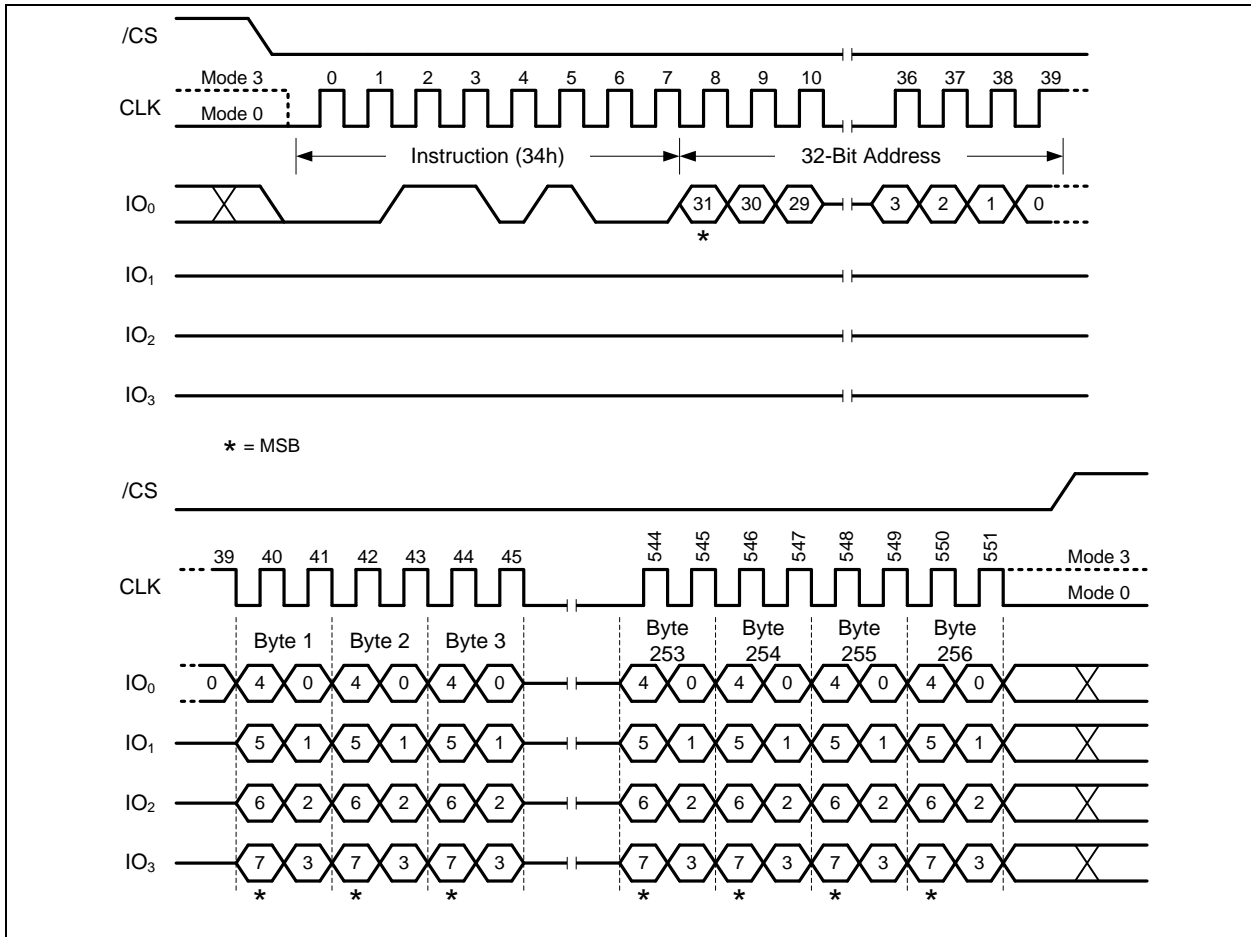 /CS
Mode 3 0 1 2 3 4 5 6 7 8 9 10 36 37 38 39
CLK Mode 0
Instruction (34h) 32-Bit Address
IO0 31 30 29 3 2 1 0
*
IO1
IO2
IO3
* = MSB
/CS
39 40 41 42 43 44 45 544 545 546 547 548 549 550 551 Mode 3
CLK Mode 0
Byte 1 Byte 2 Byte 3 Byte 253 Byte 254 Byte 255 Byte 256
IO0 0 4 0 4 0 4 0 4 0 4 0 4 0 4 0
IO1 5 1 5 1 5 1 5 1 5 1 5 1 5 1
IO2 6 2 6 2 6 2 6 2 6 2 6 2 6 2
IO3 7 3 7 3 7 3 7 3 7 3 7 3 7 3
* * * * * * *